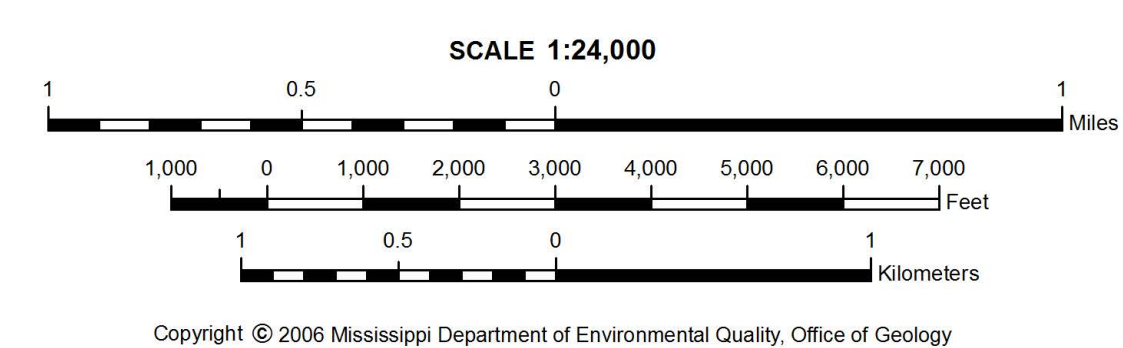 SCALE 1:24,000
1 0.5 0 1
Miles
1,000 0 1,000 2,000 3,000 4,000 5,000 6,000 7,000
Feet
1 0.5 0 1
Kilometers
Copyright © 2006 Mississippi Department of Environmental Quality, Office of Geology